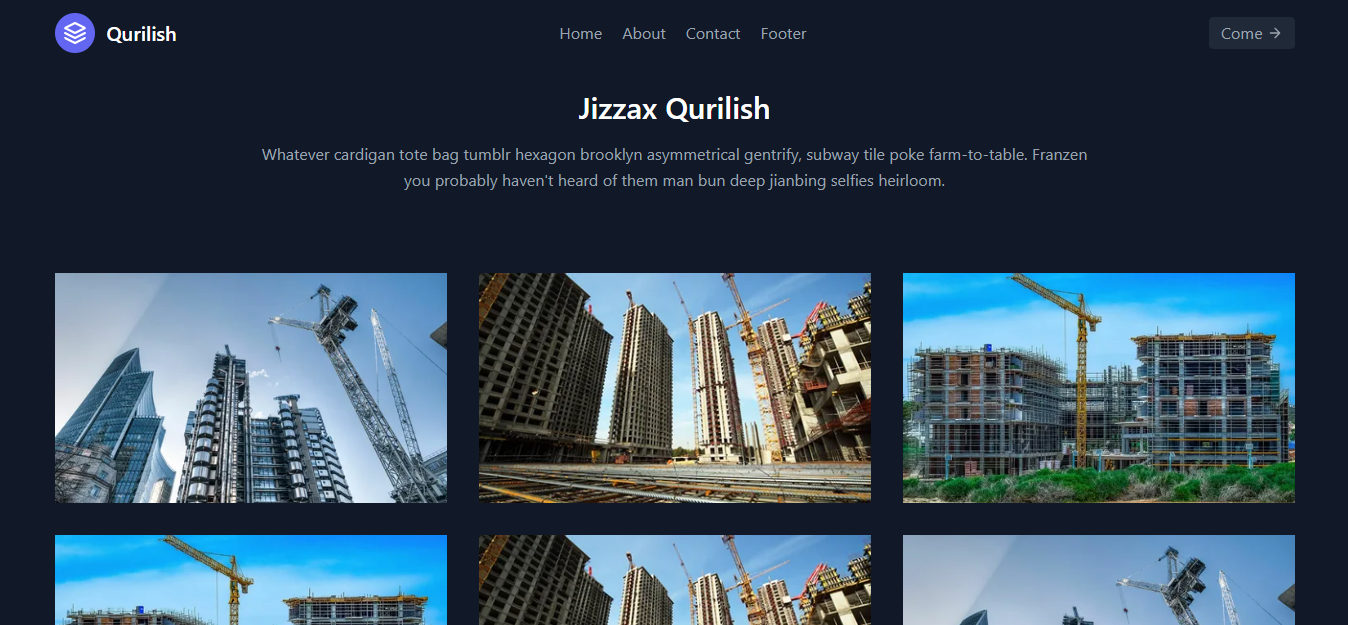 Qurilish
Home
About
Contact
Footer
Come →
Jizzax Qurilish
Whatever cardigan tote bag tumblr hexagon brooklyn asymmetrical gentrify, subway tile poke farm-to-table. Franzen
you probably haven't heard of them man bun deep jianbing selfies heirloom.